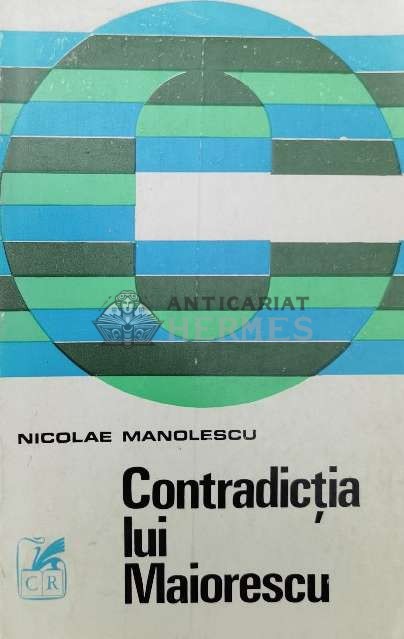 ANTICARIAT
HERMES
NICOLAE MANOLESCU
Contradicția
lui
Maiorescu
CR